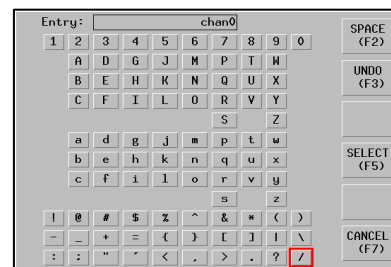 Entry: chan0
SPACE
(F2)
1 2 3 4 5 6 7 8 9 0
A D G J M P T W
UNDO
(F3)
B E H K N Q U X
C F I L O R V Y
S Z
a d g j m p t w
SELECT
(F5)
b e h k n q u x
c f i l o r v y
s z
! @ # $ % ^ & * ( )
- _ + = { } [ ] | \
CANCEL
(F7)
: ; " ' < , > . ? /